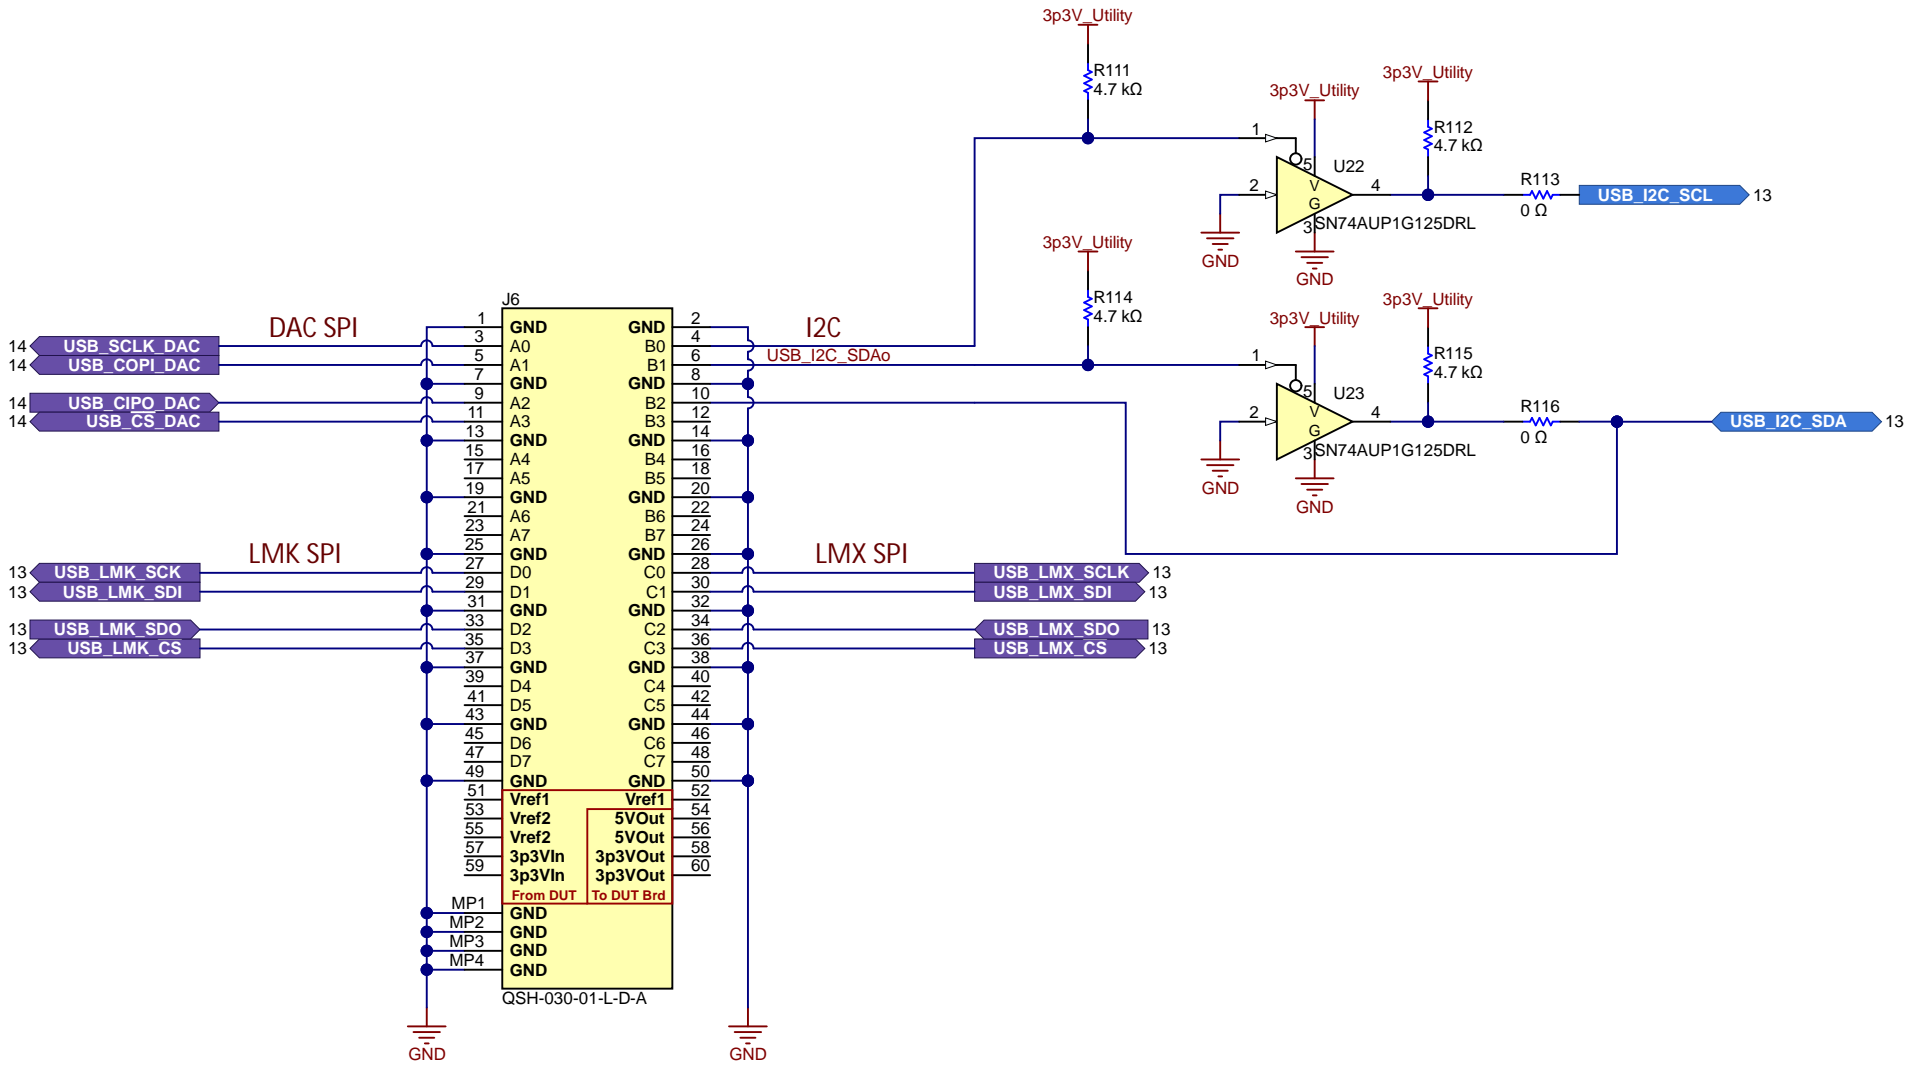 3p3V_Utility
R111
4.7 kΩ
3p3V_Utility
3p3V_Utility
R112
4.7 kΩ
1
5
U22
V
2
4
G
3
SN74AUP1G125DRL
R113
0 Ω
USB_I2C_SCL
13
GND
GND
3p3V_Utility
R114
4.7 kΩ
3p3V_Utility
3p3V_Utility
R115
4.7 kΩ
1
5
U23
V
2
4
G
3
SN74AUP1G125DRL
R116
0 Ω
USB_I2C_SDA
13
GND
GND
J6
DAC SPI
I2C
USB_I2C_SDAo
14 USB_SCLK_DAC
14 USB_COPI_DAC
14 USB_CIPO_DAC
14 USB_CS_DAC
LMK SPI
LMX SPI
13 USB_LMK_SCK
13 USB_LMK_SDI
13 USB_LMK_SDO
13 USB_LMK_CS
USB_LMX_SCLK 13
USB_LMX_SDI 13
USB_LMX_SDO 13
USB_LMX_CS 13
1 GND GND 2
3 A0 B0 4
5 A1 B1 6
7 GND GND 8
9 A2 B2 10
11 A3 B3 12
13 GND GND 14
15 A4 B4 16
17 A5 B5 18
19 GND GND 20
21 A6 B6 22
23 A7 B7 24
25 GND GND 26
27 D0 C0 28
29 D1 C1 30
31 GND GND 32
33 D2 C2 34
35 D3 C3 36
37 GND GND 38
39 D4 C4 40
41 D5 C5 42
43 GND GND 44
45 D6 C6 46
47 D7 C7 48
49 GND GND 50
51 Vref1 Vref1 52
53 Vref2 5VOut 54
55 Vref2 5VOut 56
57 3p3VIn 3p3VOut 58
59 3p3VIn 3p3VOut 60
From DUT To DUT Brd
MP1 GND
MP2 GND
MP3 GND
MP4 GND
QSH-030-01-L-D-A
GND
GND